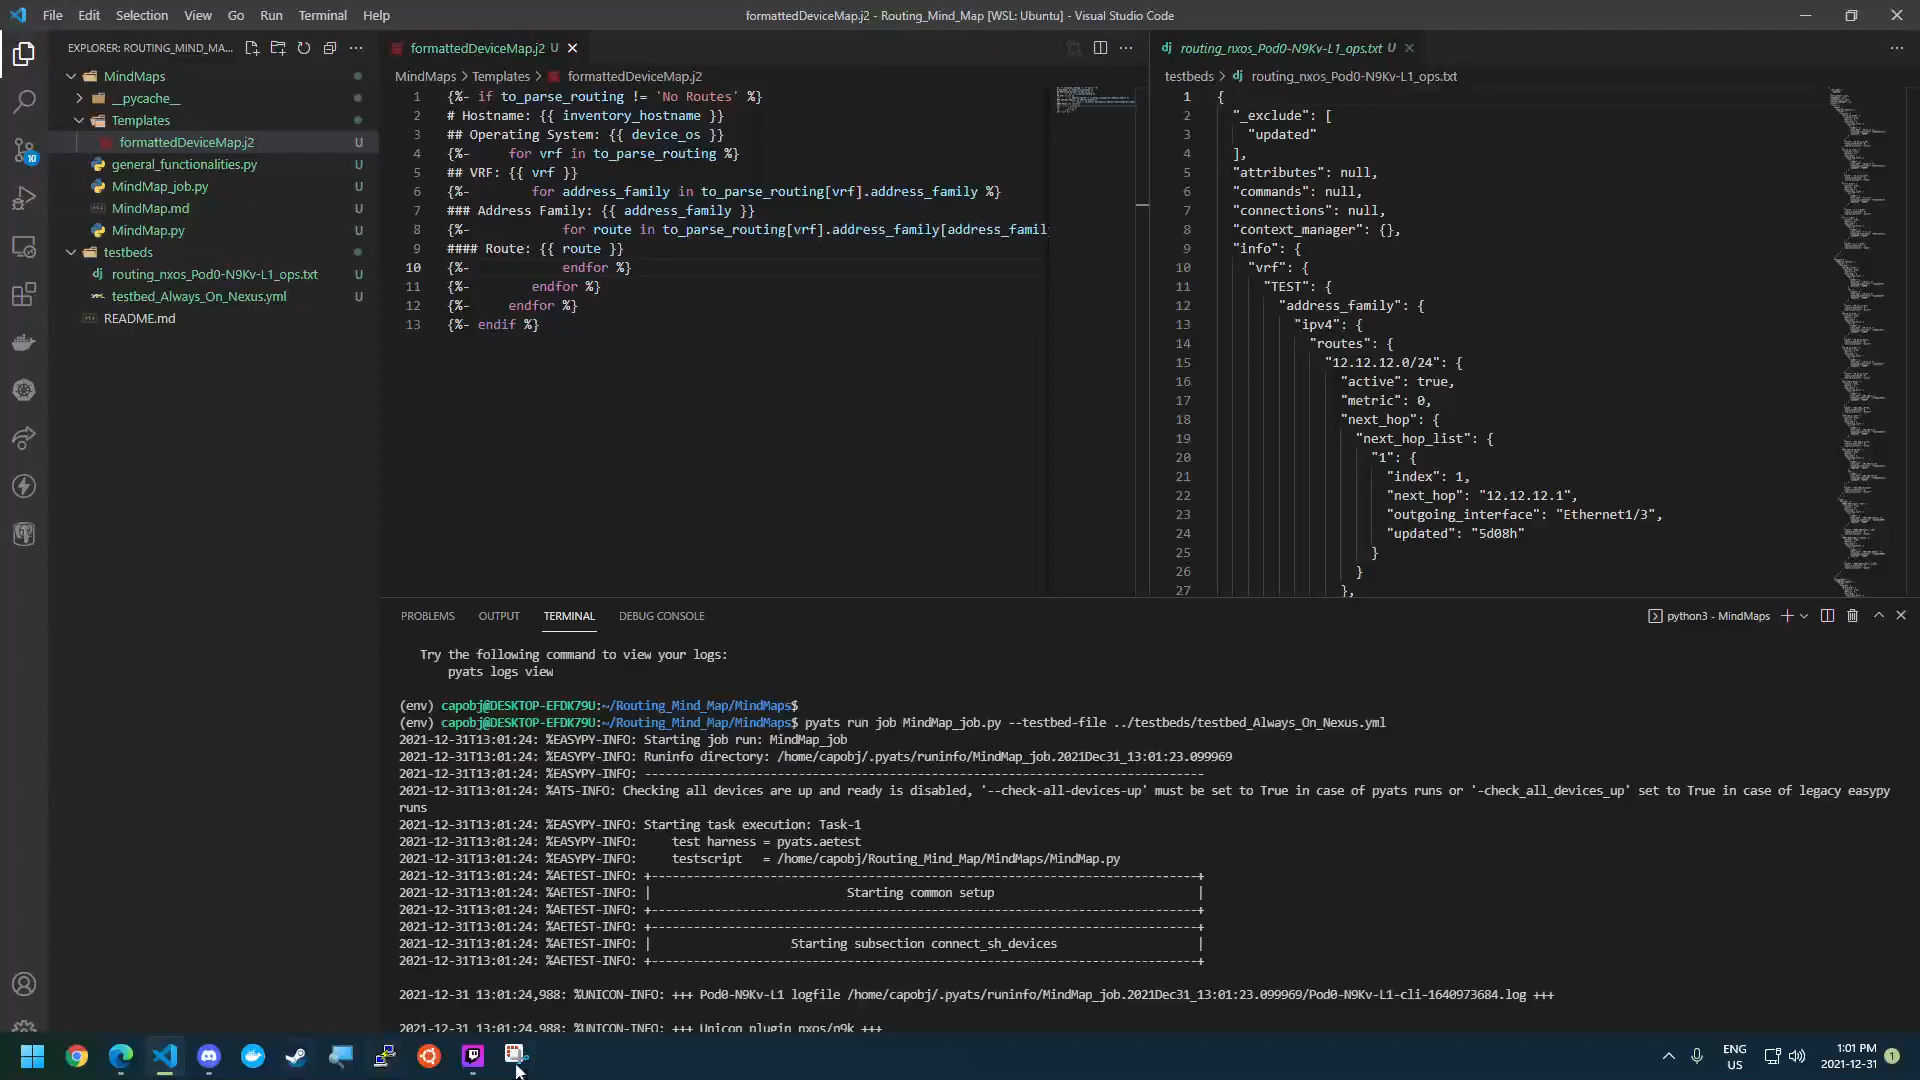 File Edit Selection View Go Run Terminal Help
formattedDeviceMap.j2 - Routing_Mind_Map [WSL: Ubuntu] - Visual Studio Code
EXPLORER: ROUTING_MIND_MA...
MindMaps
__pycache__
Templates
formattedDeviceMap.j2 U
general_functionalities.py U
MindMap_job.py U
MindMap.md U
MindMap.py U
testbeds
routing_nxos_Pod0-N9Kv-L1_ops.txt U
testbed_Always_On_Nexus.yml U
README.md
10
formattedDeviceMap.j2 U
MindMaps > Templates > formattedDeviceMap.j2
1 {%- if to_parse_routing != 'No Routes' %}
2 # Hostname: {{ inventory_hostname }}
3 ## Operating System: {{ device_os }}
4 {%-     for vrf in to_parse_routing %}
5 ## VRF: {{ vrf }}
6 {%-        for address_family in to_parse_routing[vrf].address_family %}
7 ### Address Family: {{ address_family }}
8 {%-            for route in to_parse_routing[vrf].address_family[address_famil
9 #### Route: {{ route }}
10 {%-            endfor %}
11 {%-        endfor %}
12 {%-     endfor %}
13 {%- endif %}
routing_nxos_Pod0-N9Kv-L1_ops.txt U
testbeds > routing_nxos_Pod0-N9Kv-L1_ops.txt
1 {
2 "_exclude": [
3 "updated"
4 ],
5 "attributes": null,
6 "commands": null,
7 "connections": null,
8 "context_manager": {},
9 "info": {
10 "vrf": {
11 "TEST": {
12 "address_family": {
13 "ipv4": {
14 "routes": {
15 "12.12.12.0/24": {
16 "active": true,
17 "metric": 0,
18 "next_hop": {
19 "next_hop_list": {
20 "1": {
21 "index": 1,
22 "next_hop": "12.12.12.1",
23 "outgoing_interface": "Ethernet1/3",
24 "updated": "5d08h"
25 }
26 }
27 },
PROBLEMS OUTPUT TERMINAL DEBUG CONSOLE
python3 - MindMaps
Try the following command to view your logs:
pyats logs view
(env) capobj@DESKTOP-EFDK79U:~/Routing_Mind_Map/MindMaps$
(env) capobj@DESKTOP-EFDK79U:~/Routing_Mind_Map/MindMaps$ pyats run job MindMap_job.py --testbed-file ../testbeds/testbed_Always_On_Nexus.yml
2021-12-31T13:01:24: %EASYPY-INFO: Starting job run: MindMap_job
2021-12-31T13:01:24: %EASYPY-INFO: Runinfo directory: /home/capobj/.pyats/runinfo/MindMap_job.2021Dec31_13:01:23.099969
2021-12-31T13:01:24: %EASYPY-INFO: --------------------------------------------------------------------------------
2021-12-31T13:01:24: %ATS-INFO: Checking all devices are up and ready is disabled, '--check-all-devices-up' must be set to True in case of pyats runs or '-check_all_devices_up' set to True in case of legacy easypy
runs
2021-12-31T13:01:24: %EASYPY-INFO: Starting task execution: Task-1
2021-12-31T13:01:24: %EASYPY-INFO:     test harness = pyats.aetest
2021-12-31T13:01:24: %EASYPY-INFO:     testscript   = /home/capobj/Routing_Mind_Map/MindMaps/MindMap.py
2021-12-31T13:01:24: %AETEST-INFO: +------------------------------------------------------------------------------+
2021-12-31T13:01:24: %AETEST-INFO: |                            Starting common setup                             |
2021-12-31T13:01:24: %AETEST-INFO: +------------------------------------------------------------------------------+
2021-12-31T13:01:24: %AETEST-INFO: +------------------------------------------------------------------------------+
2021-12-31T13:01:24: %AETEST-INFO: |                    Starting subsection connect_sh_devices                    |
2021-12-31T13:01:24: %AETEST-INFO: +------------------------------------------------------------------------------+
2021-12-31 13:01:24,988: %UNICON-INFO: +++ Pod0-N9Kv-L1 logfile /home/capobj/.pyats/runinfo/MindMap_job.2021Dec31_13:01:23.099969/Pod0-N9Kv-L1-cli-1640973684.log +++
2021-12-31 13:01:24,988: %UNICON-INFO: +++ Unicon plugin nxos/n9k +++
ENG
US
1:01 PM
2021-12-31
1